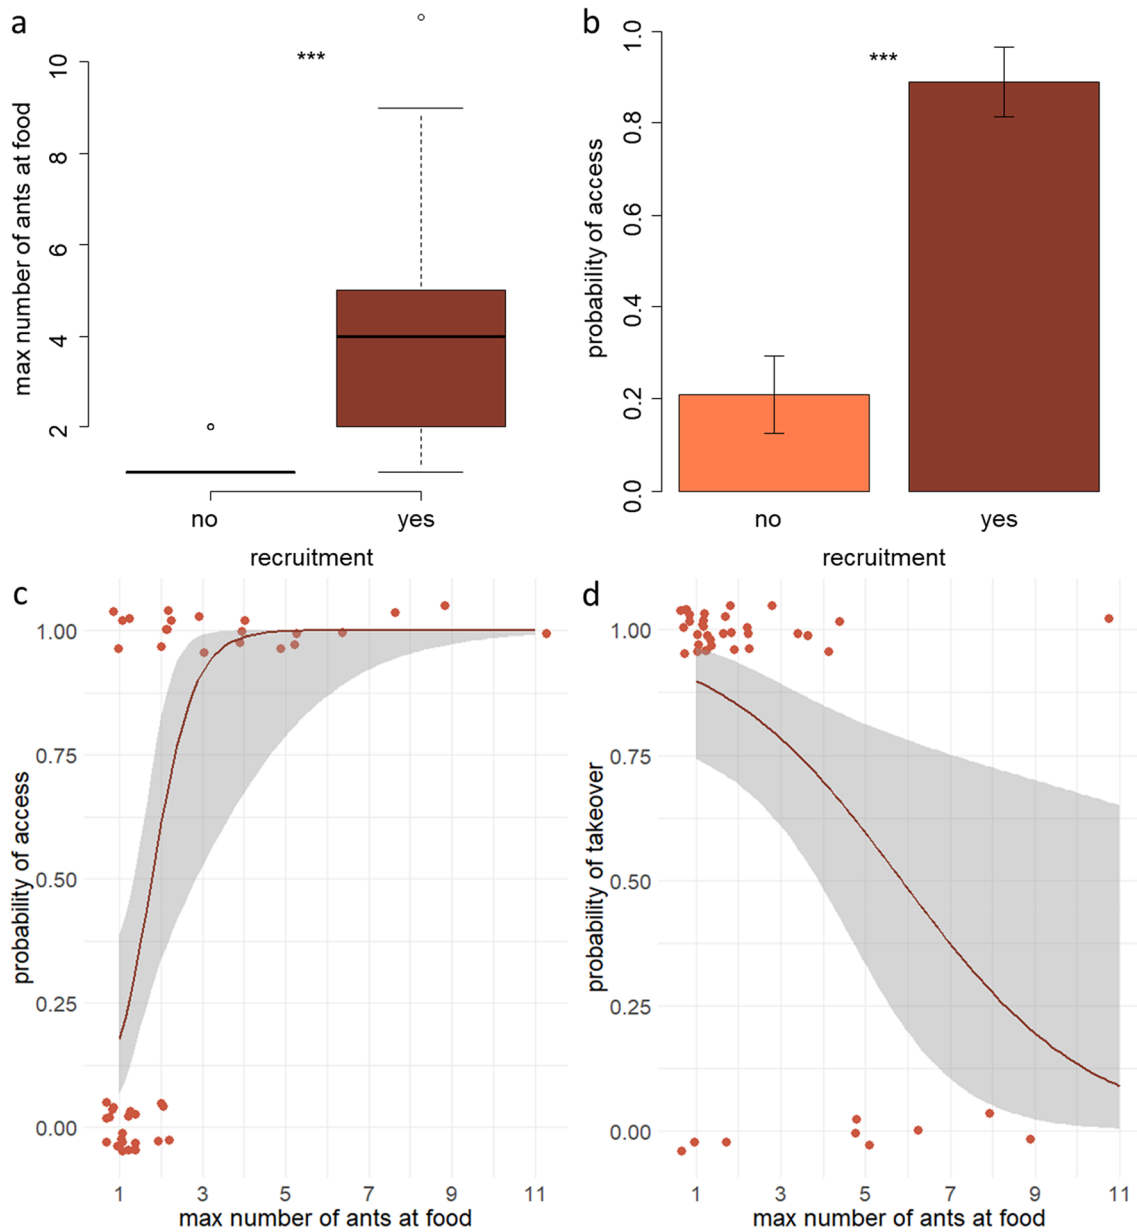 a
max number of ants at food
10
8
6
4
2
***
no
yes
recruitment
b
probability of access
1.0
0.8
0.6
0.4
0.2
0.0
***
no
yes
recruitment
c
probability of access
1.00
0.75
0.50
0.25
0.00
1 3 5 7 9 11
max number of ants at food
d
probability of takeover
1.00
0.75
0.50
0.25
0.00
1 3 5 7 9 11
max number of ants at food